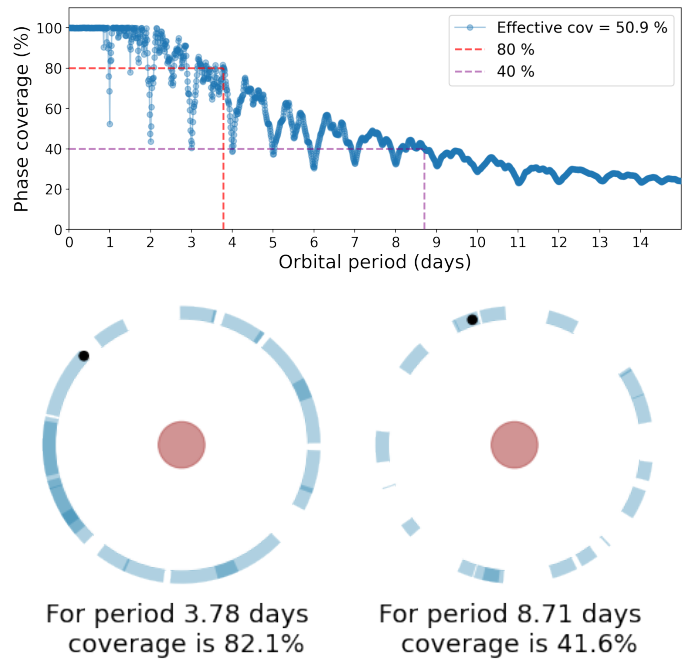 Phase coverage (%)
100
80
60
40
20
0
Effective cov = 50.9 %
80 %
40 %
0 1 2 3 4 5 6 7 8 9 10 11 12 13 14
Orbital period (days)
For period 3.78 days
coverage is 82.1%
For period 8.71 days
coverage is 41.6%